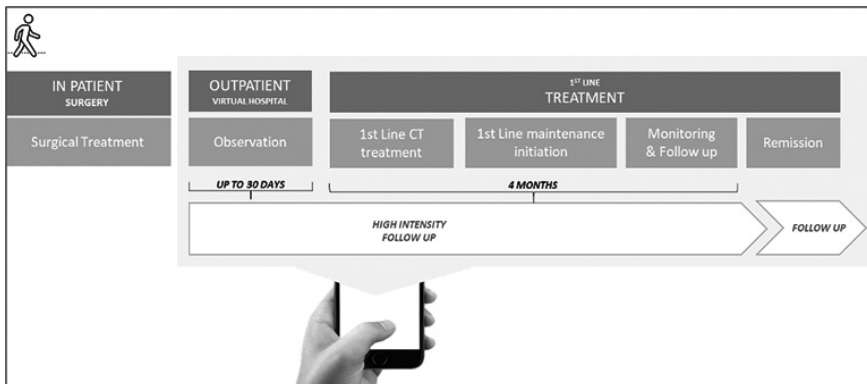 IN PATIENT
SURGERY
OUTPATIENT
VIRTUAL HOSPITAL
1ST LINE
TREATMENT
Surgical Treatment
Observation
1st Line CT
treatment
1st Line maintenance
initiation
Monitoring
& Follow up
Remission
UP TO 30 DAYS
4 MONTHS
HIGH INTENSITY
FOLLOW UP
FOLLOW UP